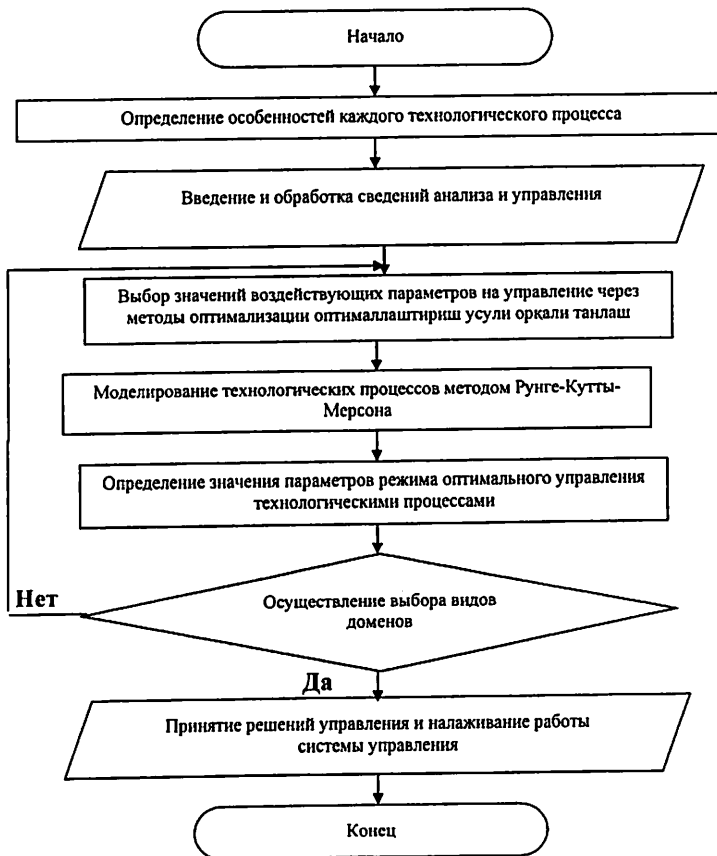 Начало
Определение особенностей каждого технологического процесса
Введение и обработка сведений анализа и управления
Выбор значений воздействующих параметров на управление через
методы оптимализации оптималлаштириш усули орқали танлаш
Моделирование технологических процессов методом Рунге-Кутты-
Мерсона
Определение значения параметров режима оптимального управления
технологическими процессами
Осуществление выбора видов
доменов
Нет
Да
Принятие решений управления и налаживание работы
системы управления
Конец